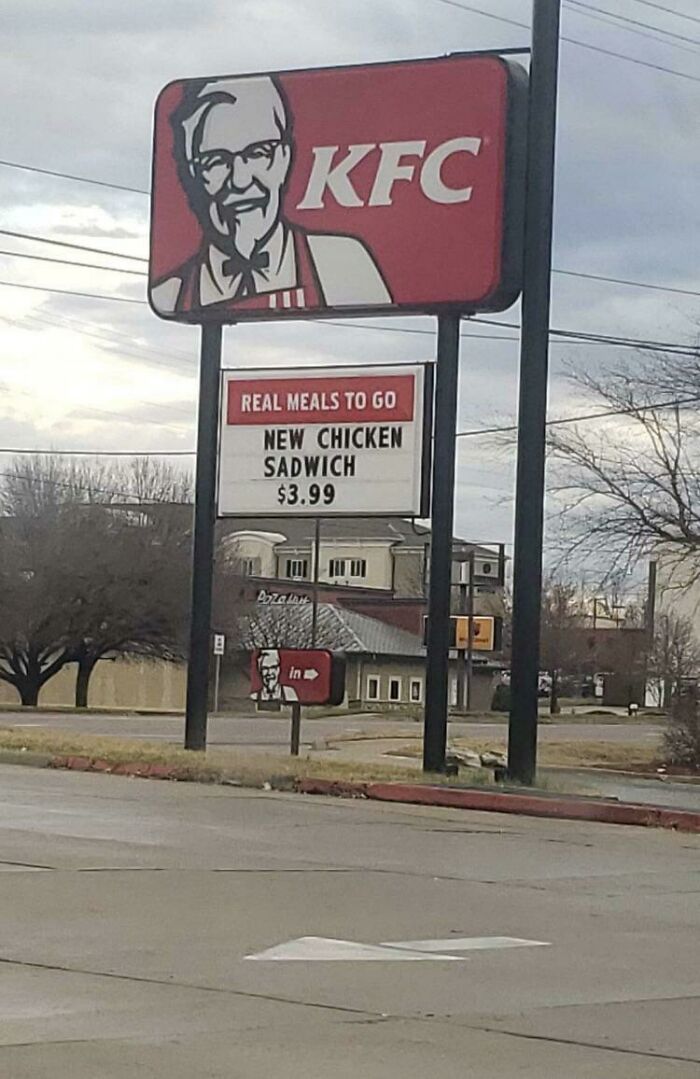 KFC
REAL MEALS TO GO
NEW CHICKEN
SADWICH
$3.99
in